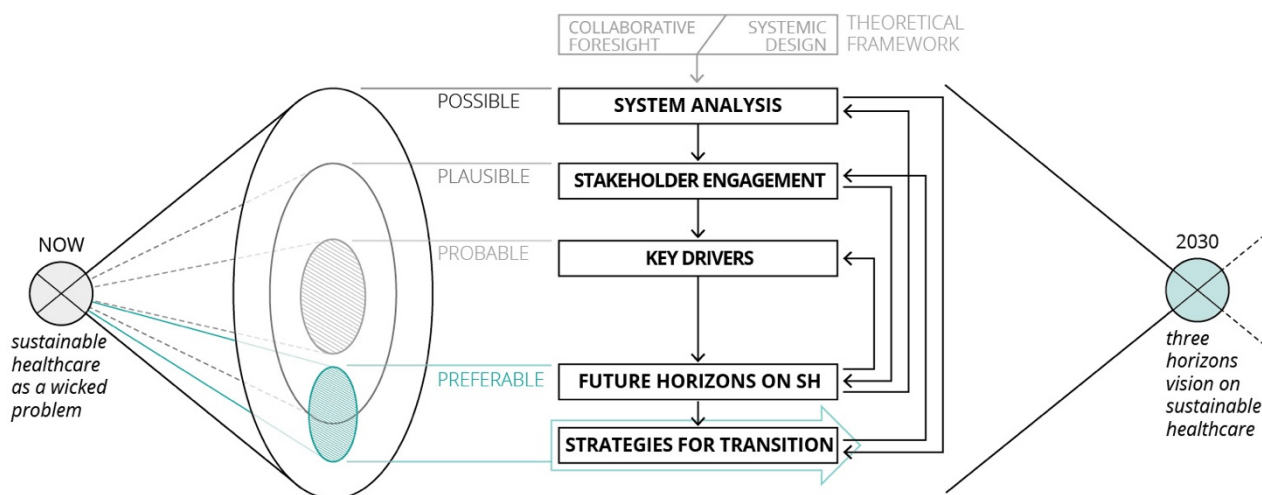 COLLABORATIVE
FORESIGHT
SYSTEMIC
DESIGN
THEORETICAL
FRAMEWORK
POSSIBLE
SYSTEM ANALYSIS
PLAUSIBLE
STAKEHOLDER ENGAGEMENT
NOW
PROBABLE
KEY DRIVERS
2030
sustainable
healthcare
as a wicked
problem
three
horizons
vision on
sustainable
healthcare
PREFERABLE
FUTURE HORIZONS ON SH
STRATEGIES FOR TRANSITION